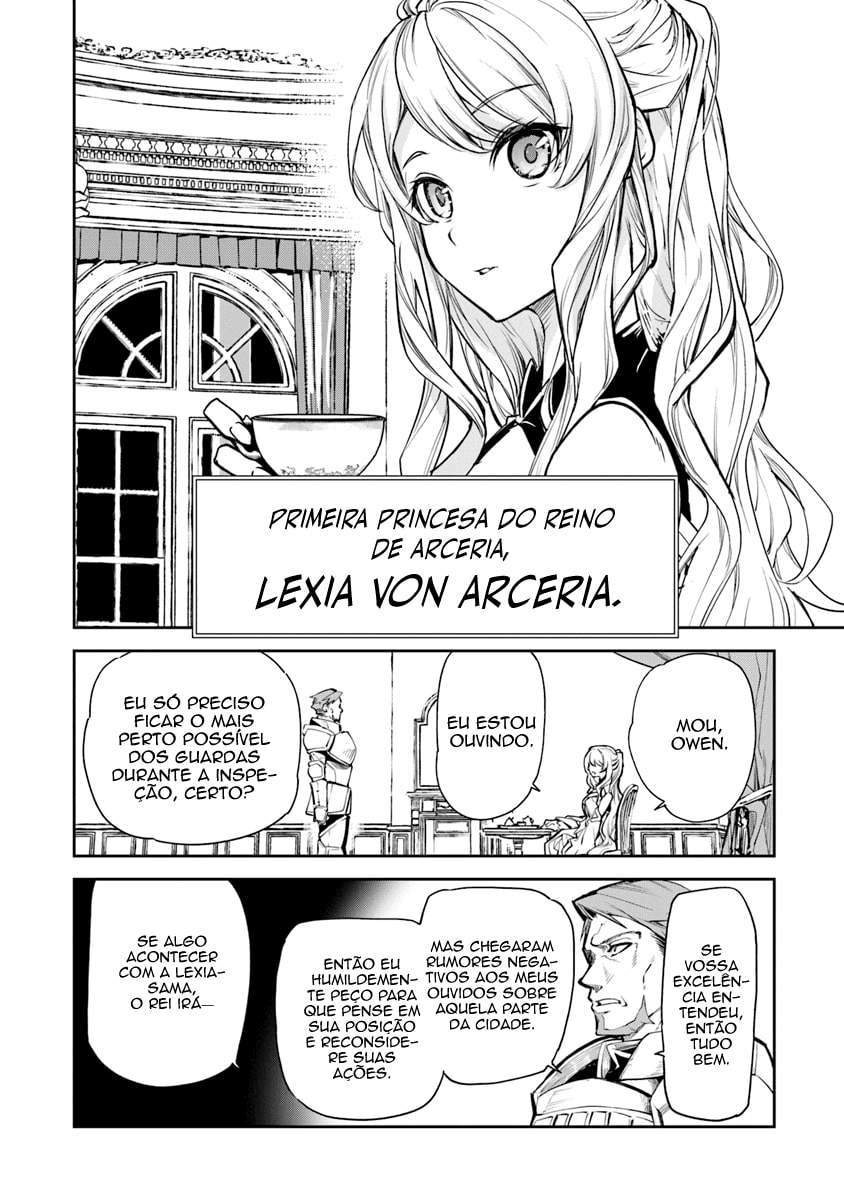 PRIMEIRA PRINCESA DO REINO
DE ARCERIA,
LEXIA VON ARCERIA.
MOU,
OWEN.
EU ESTOU
OUVINDO.
EU SÓ PRECISO
FICAR O MAIS
PERTO POSSÍVEL
DOS GUARDAS
DURANTE A INSPE-
ÇÃO, CERTO?
SE
VOSSA
EXCELÊN-
CIA EN-
TENDEU,
ENTÃO
TUDO
BEM.
MAS CHEGARAM
RUMORES NEGA-
TIVOS AOS MEUS
OUVIDOS SOBRE
AQUELA PARTE
DA CIDADE.
ENTÃO EU
HUMILDEMEN-
TE PEÇO PARA
QUE PENSE EM
SUA POSIÇÃO
E RECONSIDE-
RE SUAS
AÇÕES.
SE ALGO
ACONTECER
COM A LEXIA-
SAMA,
O REI IRÁ—